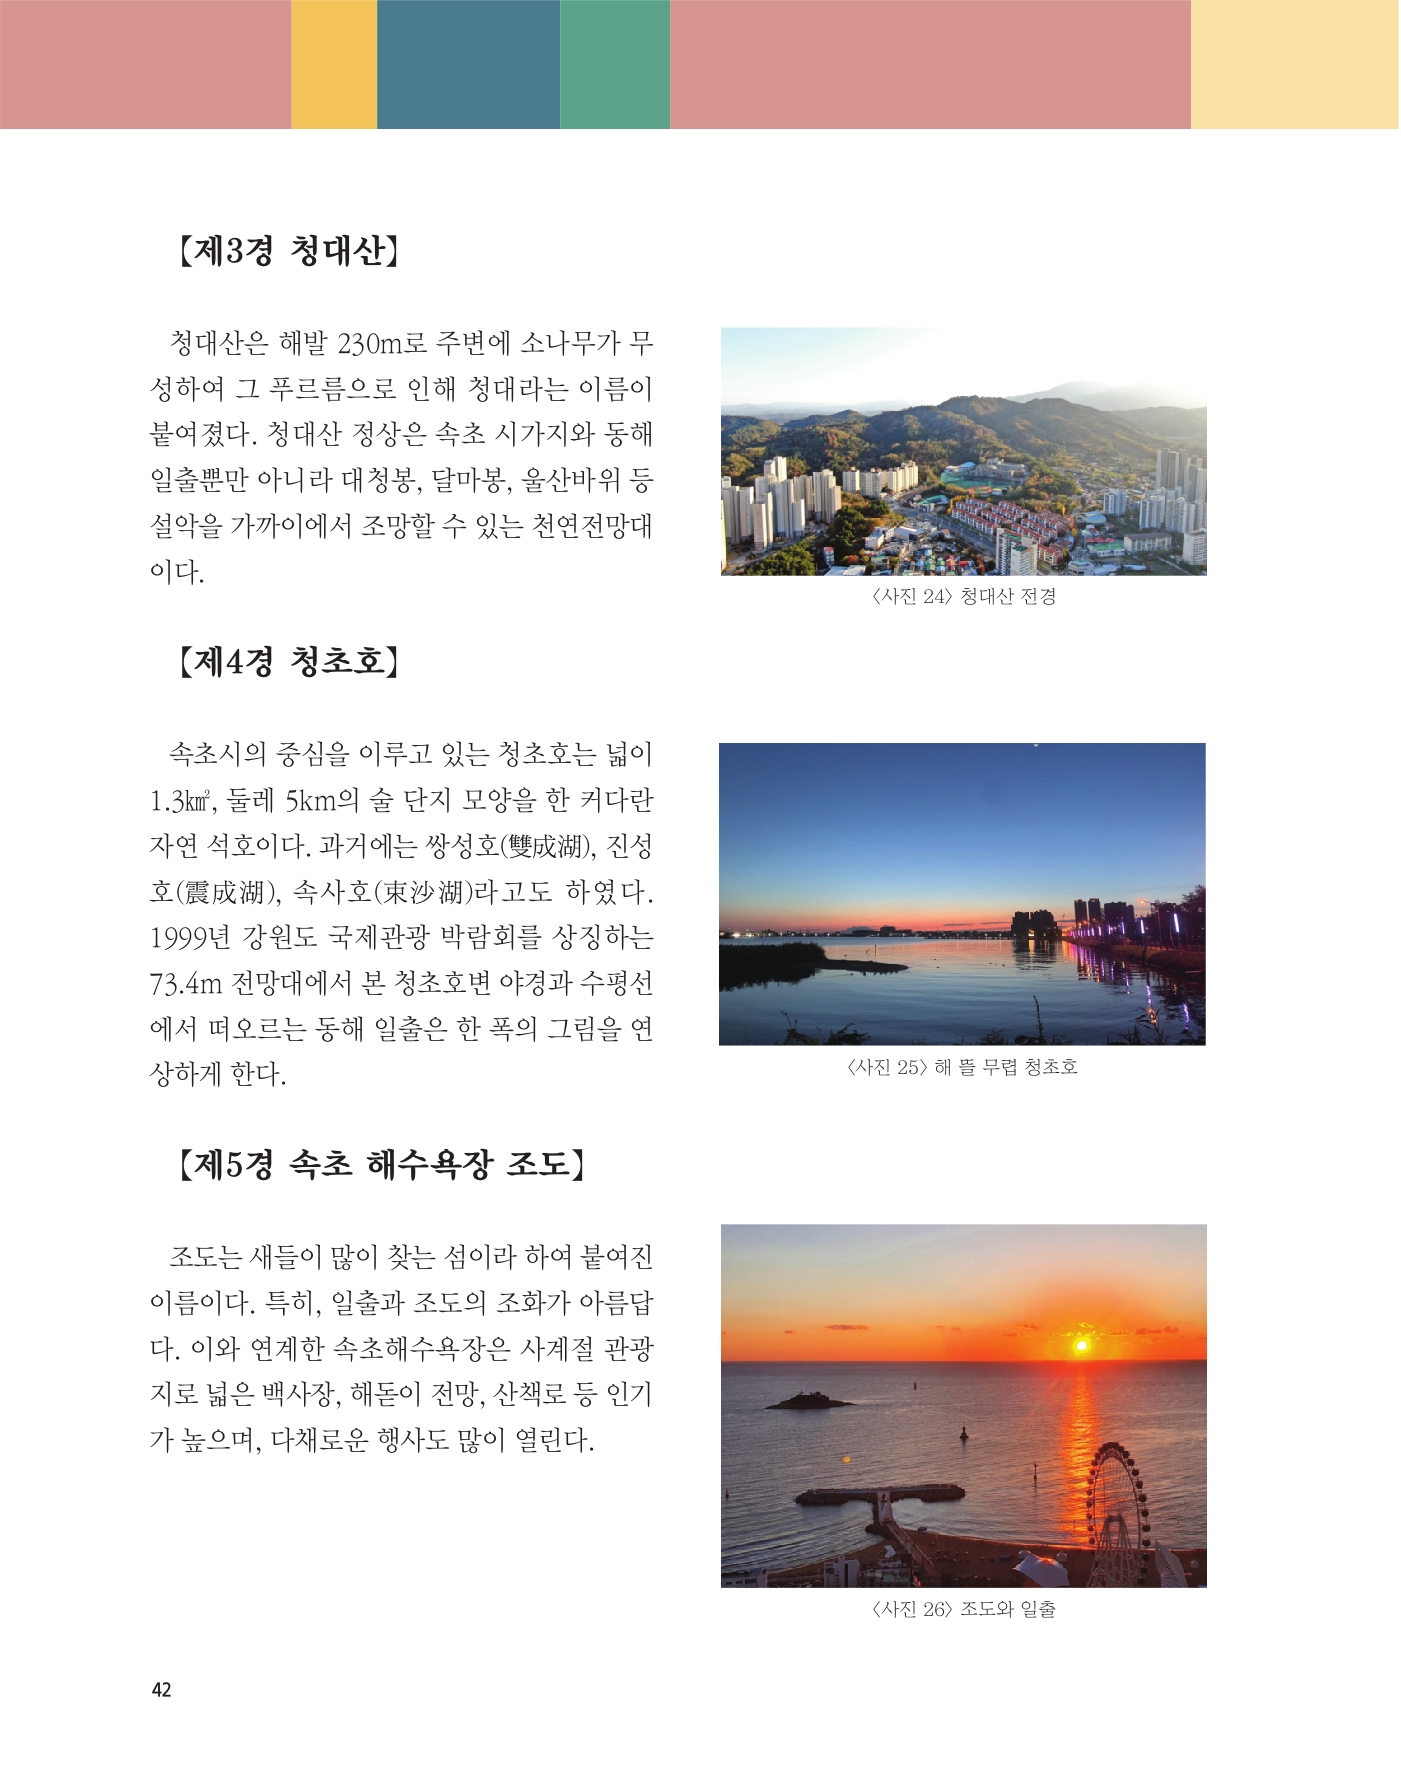 【제3경 청대산】
청대산은 해발 230m로 주변에 소나무가 무
성하여 그 푸르름으로 인해 청대라는 이름이
붙여졌다. 청대산 정상은 속초 시가지와 동해
일출뿐만 아니라 대청봉, 달마봉, 울산바위 등
설악을 가까이에서 조망할 수 있는 천연전망대
이다.
〈사진 24〉 청대산 전경
【제4경 청초호】
속초시의 중심을 이루고 있는 청초호는 넓이
1.3㎢, 둘레 5km의 술 단지 모양을 한 커다란
자연 석호이다. 과거에는 쌍성호(雙成湖), 진성
호(震成湖), 속사호(束沙湖)라고도 하였다.
1999년 강원도 국제관광 박람회를 상징하는
73.4m 전망대에서 본 청초호변 야경과 수평선
에서 떠오르는 동해 일출은 한 폭의 그림을 연
상하게 한다.
〈사진 25〉 해 뜰 무렵 청초호
【제5경 속초 해수욕장 조도】
조도는 새들이 많이 찾는 섬이라 하여 붙여진
이름이다. 특히, 일출과 조도의 조화가 아름답
다. 이와 연계한 속초해수욕장은 사계절 관광
지로 넓은 백사장, 해돋이 전망, 산책로 등 인기
가 높으며, 다채로운 행사도 많이 열린다.
〈사진 26〉 조도와 일출
42